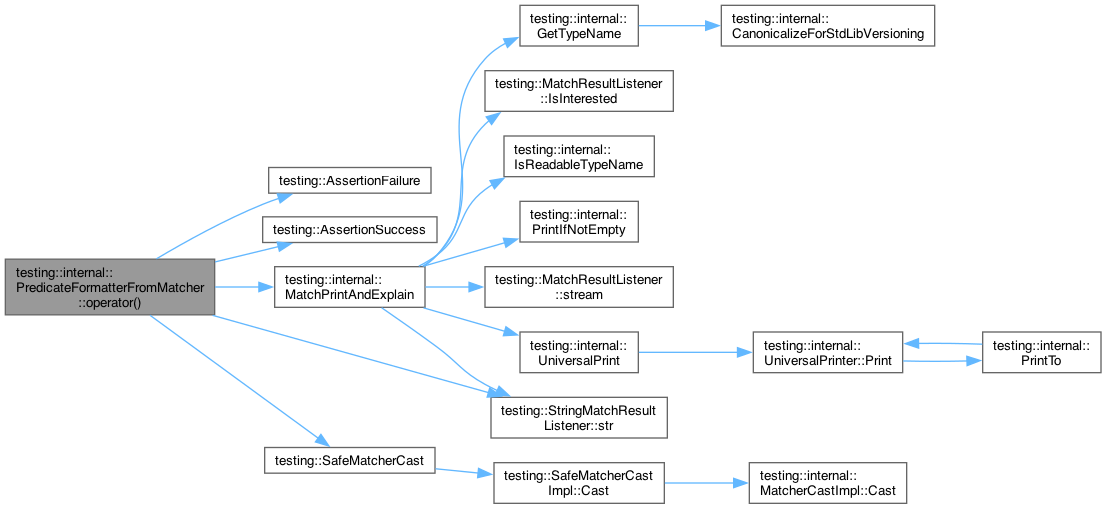 testing::internal::
GetTypeName
testing::internal::
CanonicalizeForStdLibVersioning
testing::MatchResultListener
::IsInterested
testing::internal::
IsReadableTypeName
testing::AssertionFailure
testing::internal::
PrintIfNotEmpty
testing::AssertionSuccess
testing::internal::
PredicateFormatterFromMatcher
::operator()
testing::internal::
MatchPrintAndExplain
testing::MatchResultListener
::stream
testing::internal::
UniversalPrint
testing::internal::
UniversalPrinter::Print
testing::internal::
PrintTo
testing::StringMatchResult
Listener::str
testing::SafeMatcherCast
testing::SafeMatcherCast
Impl::Cast
testing::internal::
MatcherCastImpl::Cast